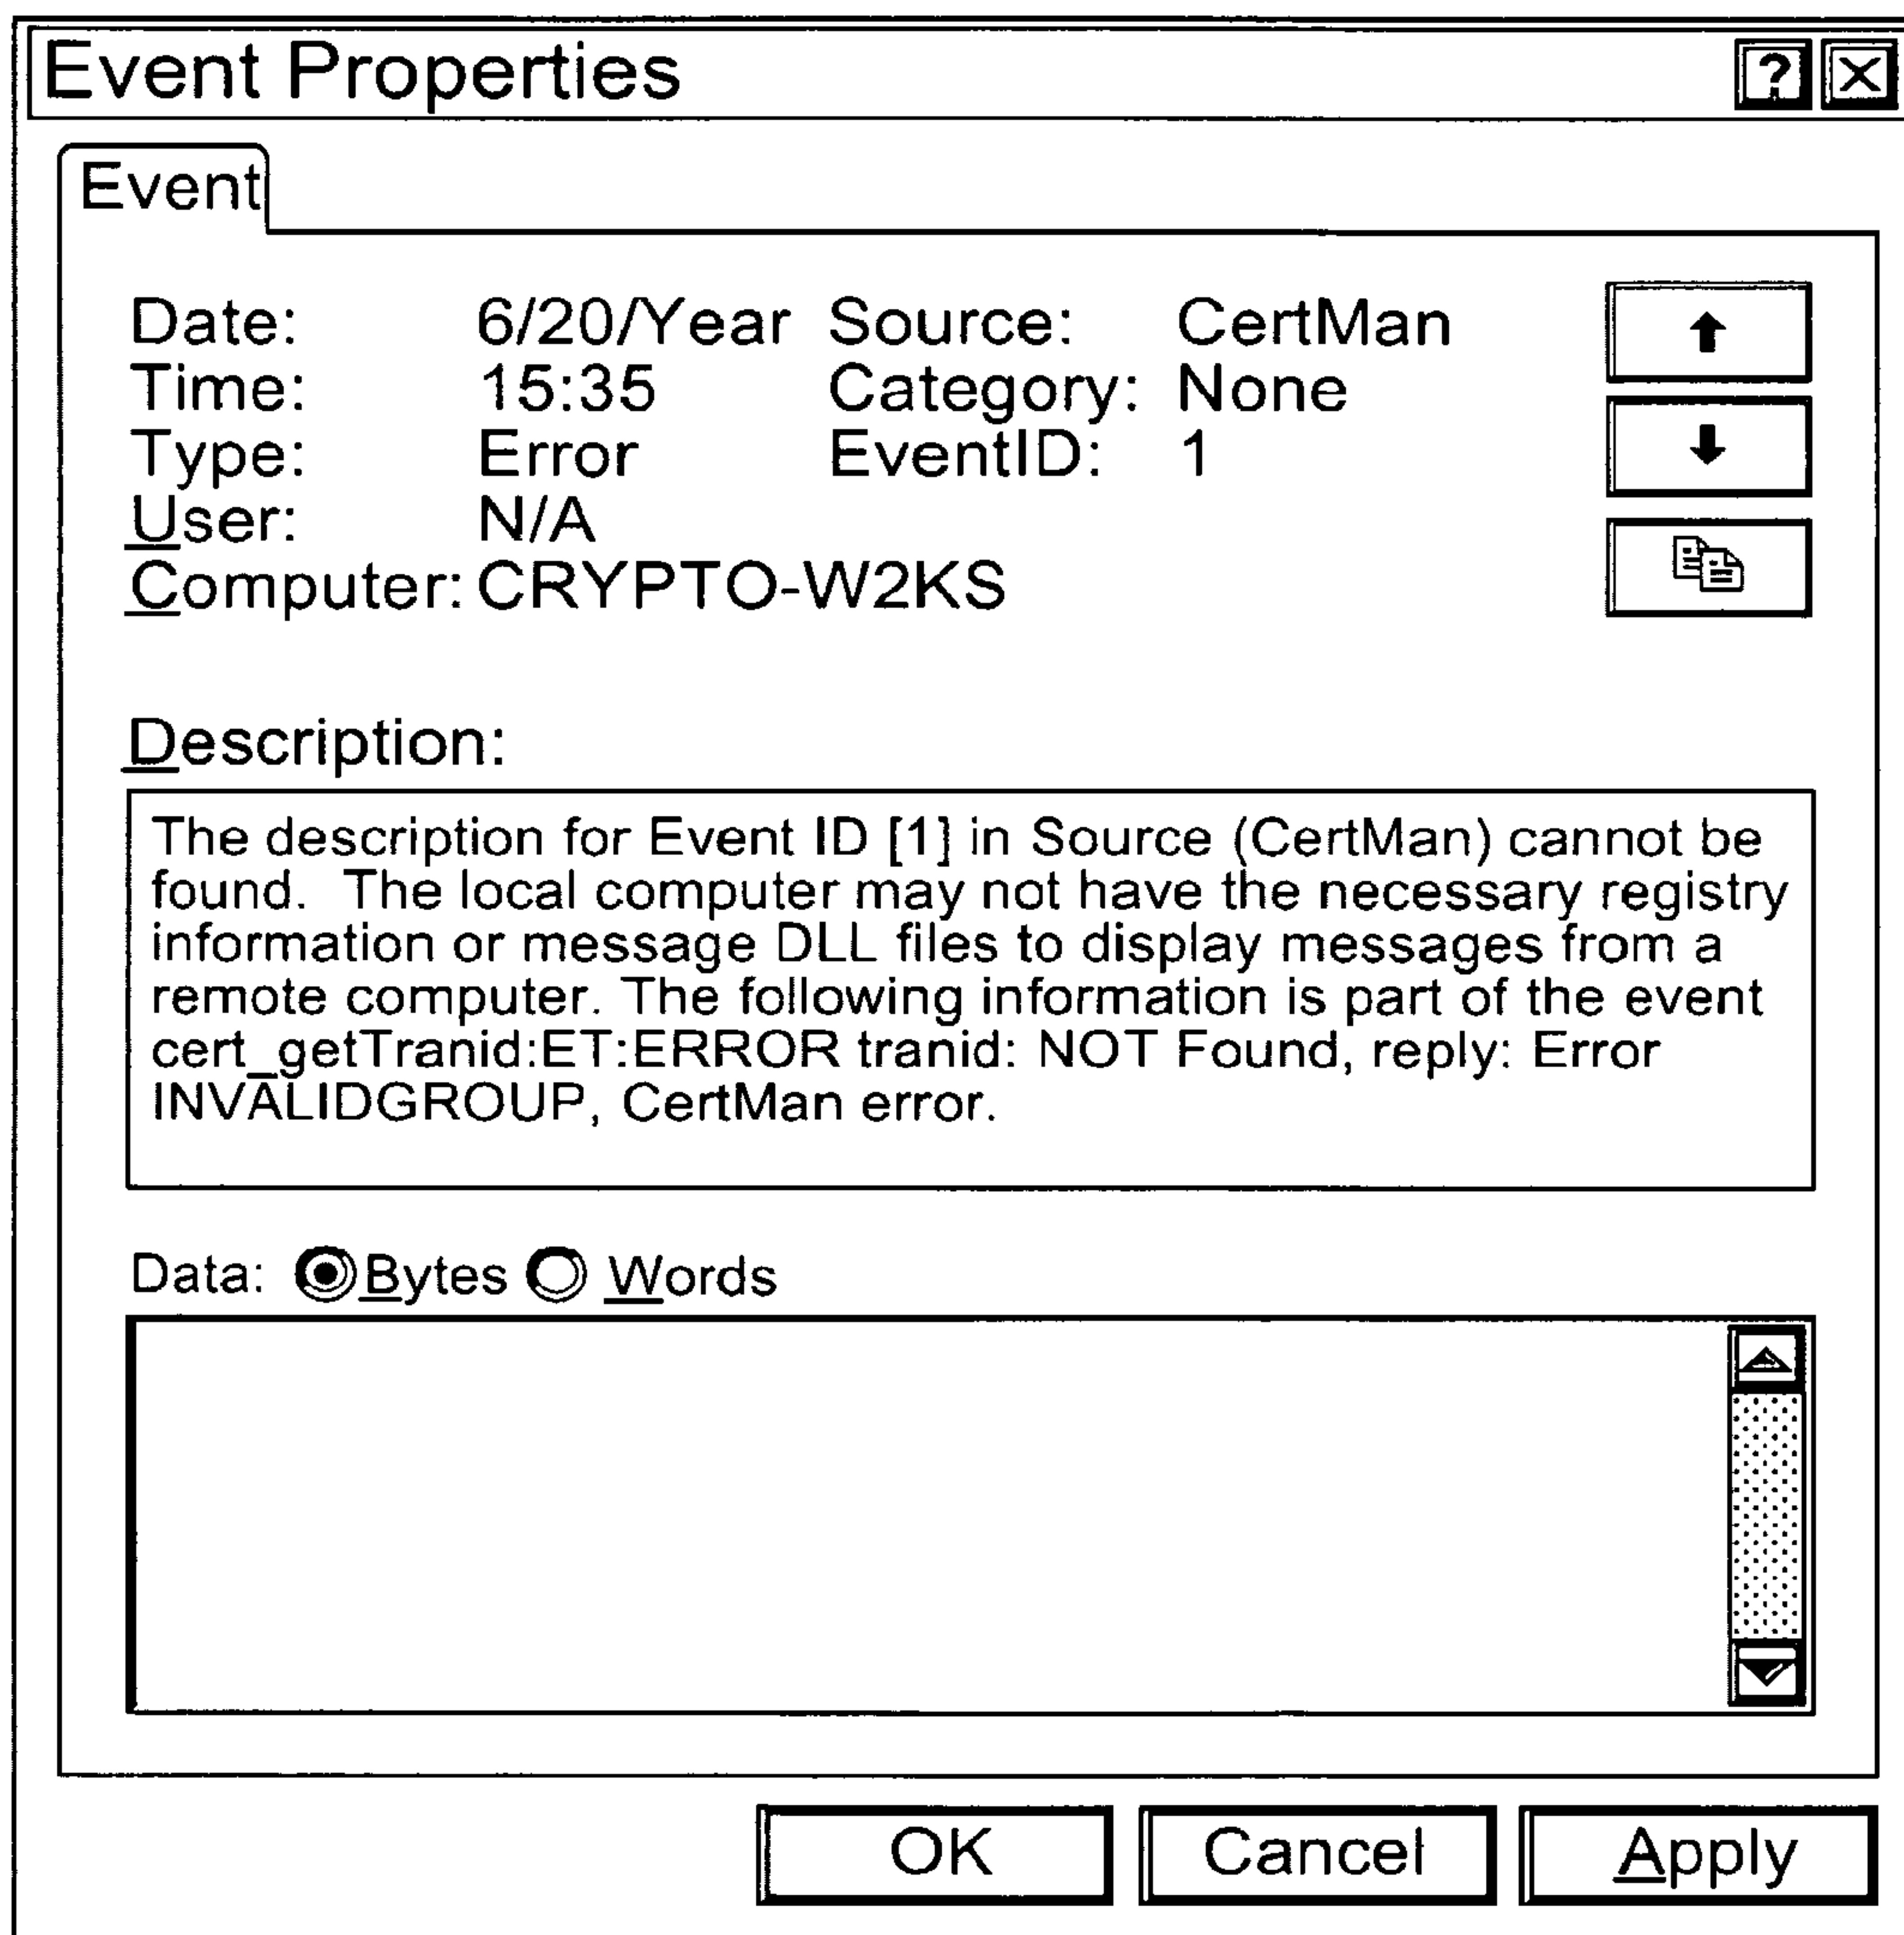 Event Properties
?
Event
Date: 6/20/Year Source: CertMan
Time: 15:35 Category: None
Type: Error EventID: 1
User: N/A
Computer: CRYPTO-W2KS
Description:
The description for Event ID [1] in Source (CertMan) cannot be
found. The local computer may not have the necessary registry
information or message DLL files to display messages from a
remote computer. The following information is part of the event
cert_getTranid:ET:ERROR tranid: NOT Found, reply: Error
INVALIDGROUP, CertMan error.
Data: Bytes Words
OK Cancel Apply